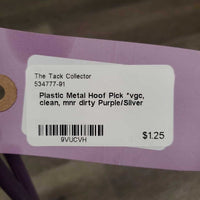 The Tack Collector
534777-91
Plastic Metal Hoof Pick *vgc,
clean, mnr dirty Purple/Silver
$1.25
9VUCVH